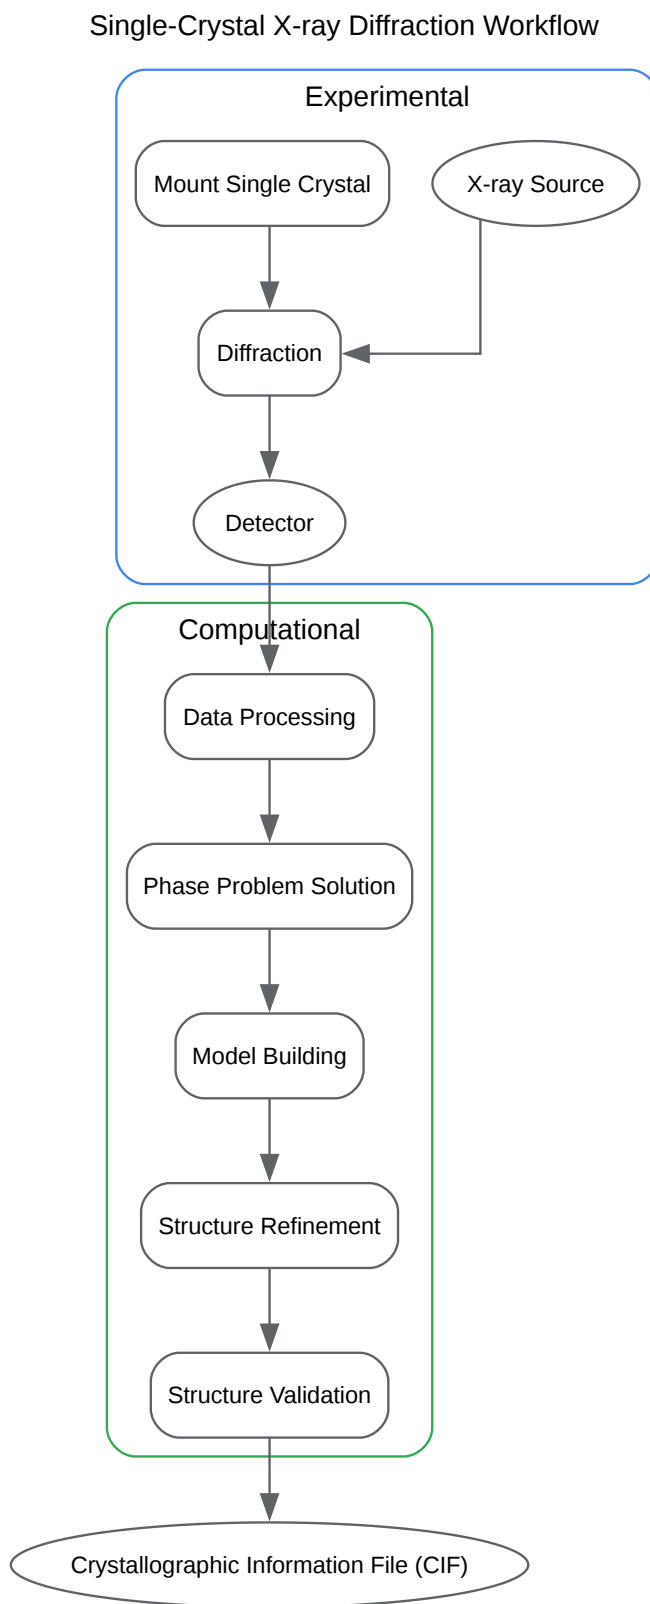 Single-Crystal X-ray Diffraction Workflow
Experimental
Mount Single Crystal
X-ray Source
Diffraction
Detector
Computational
Data Processing
Phase Problem Solution
Model Building
Structure Refinement
Structure Validation
Crystallographic Information File (CIF)